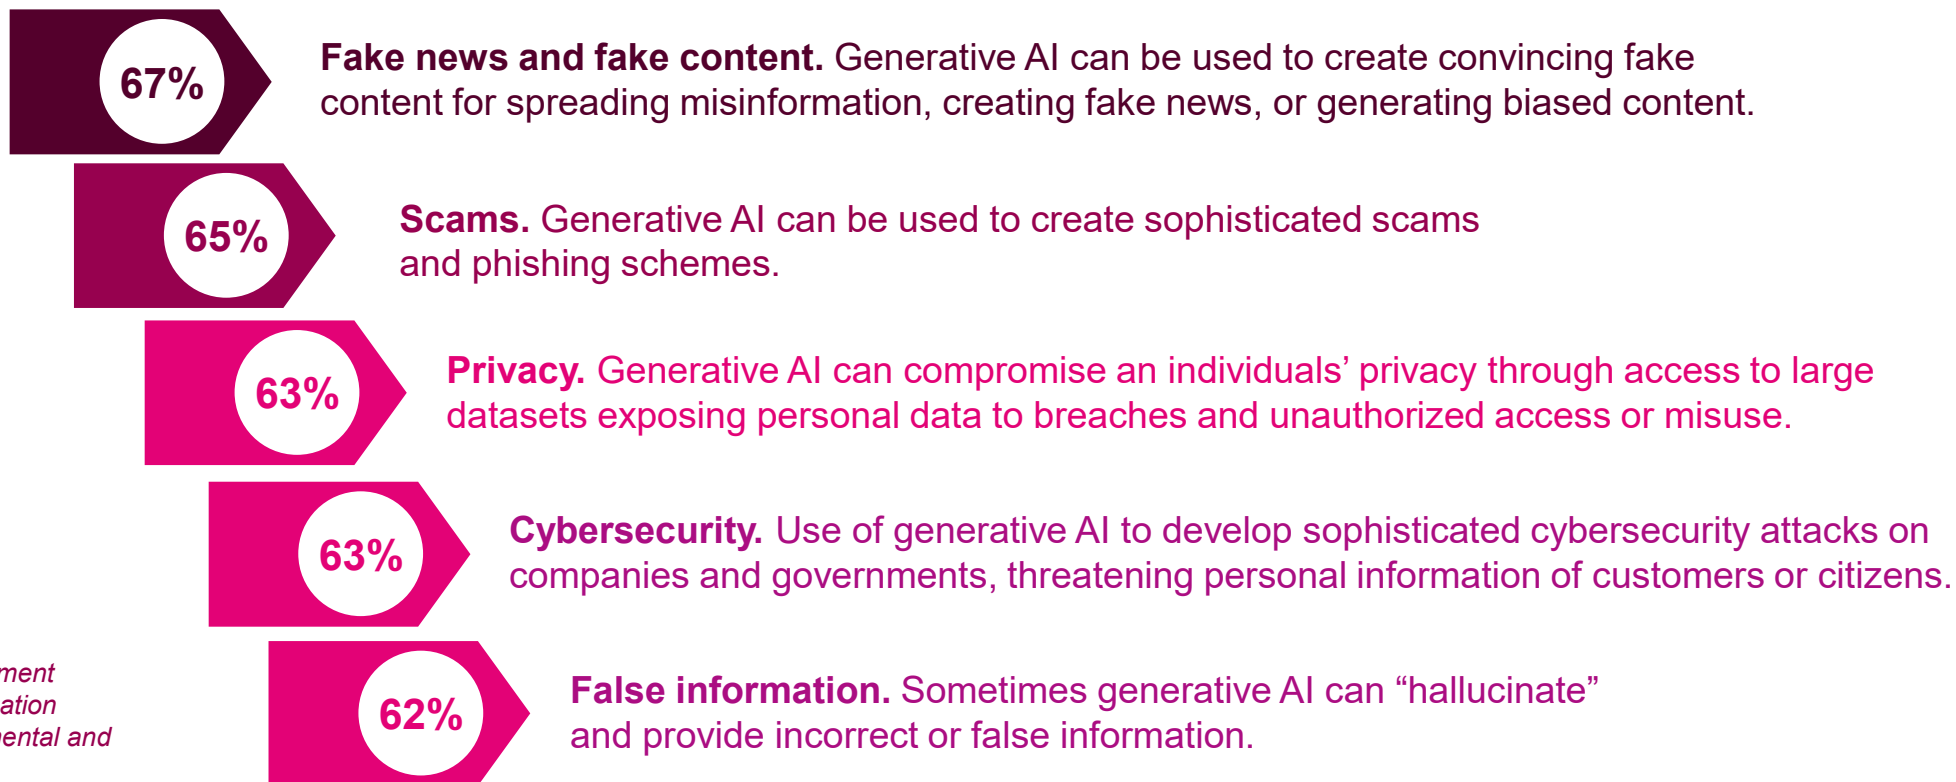 67%
Fake news and fake content. Generative AI can be used to create convincing fake
content for spreading misinformation, creating fake news, or generating biased content.
65%
Scams. Generative AI can be used to create sophisticated scams
and phishing schemes.
63%
Privacy. Generative AI can compromise an individuals’ privacy through access to large
datasets exposing personal data to breaches and unauthorized access or misuse.
63%
Cybersecurity. Use of generative AI to develop sophisticated cybersecurity attacks on
companies and governments, threatening personal information of customers or citizens.
62%
False information. Sometimes generative AI can “hallucinate”
and provide incorrect or false information.
and